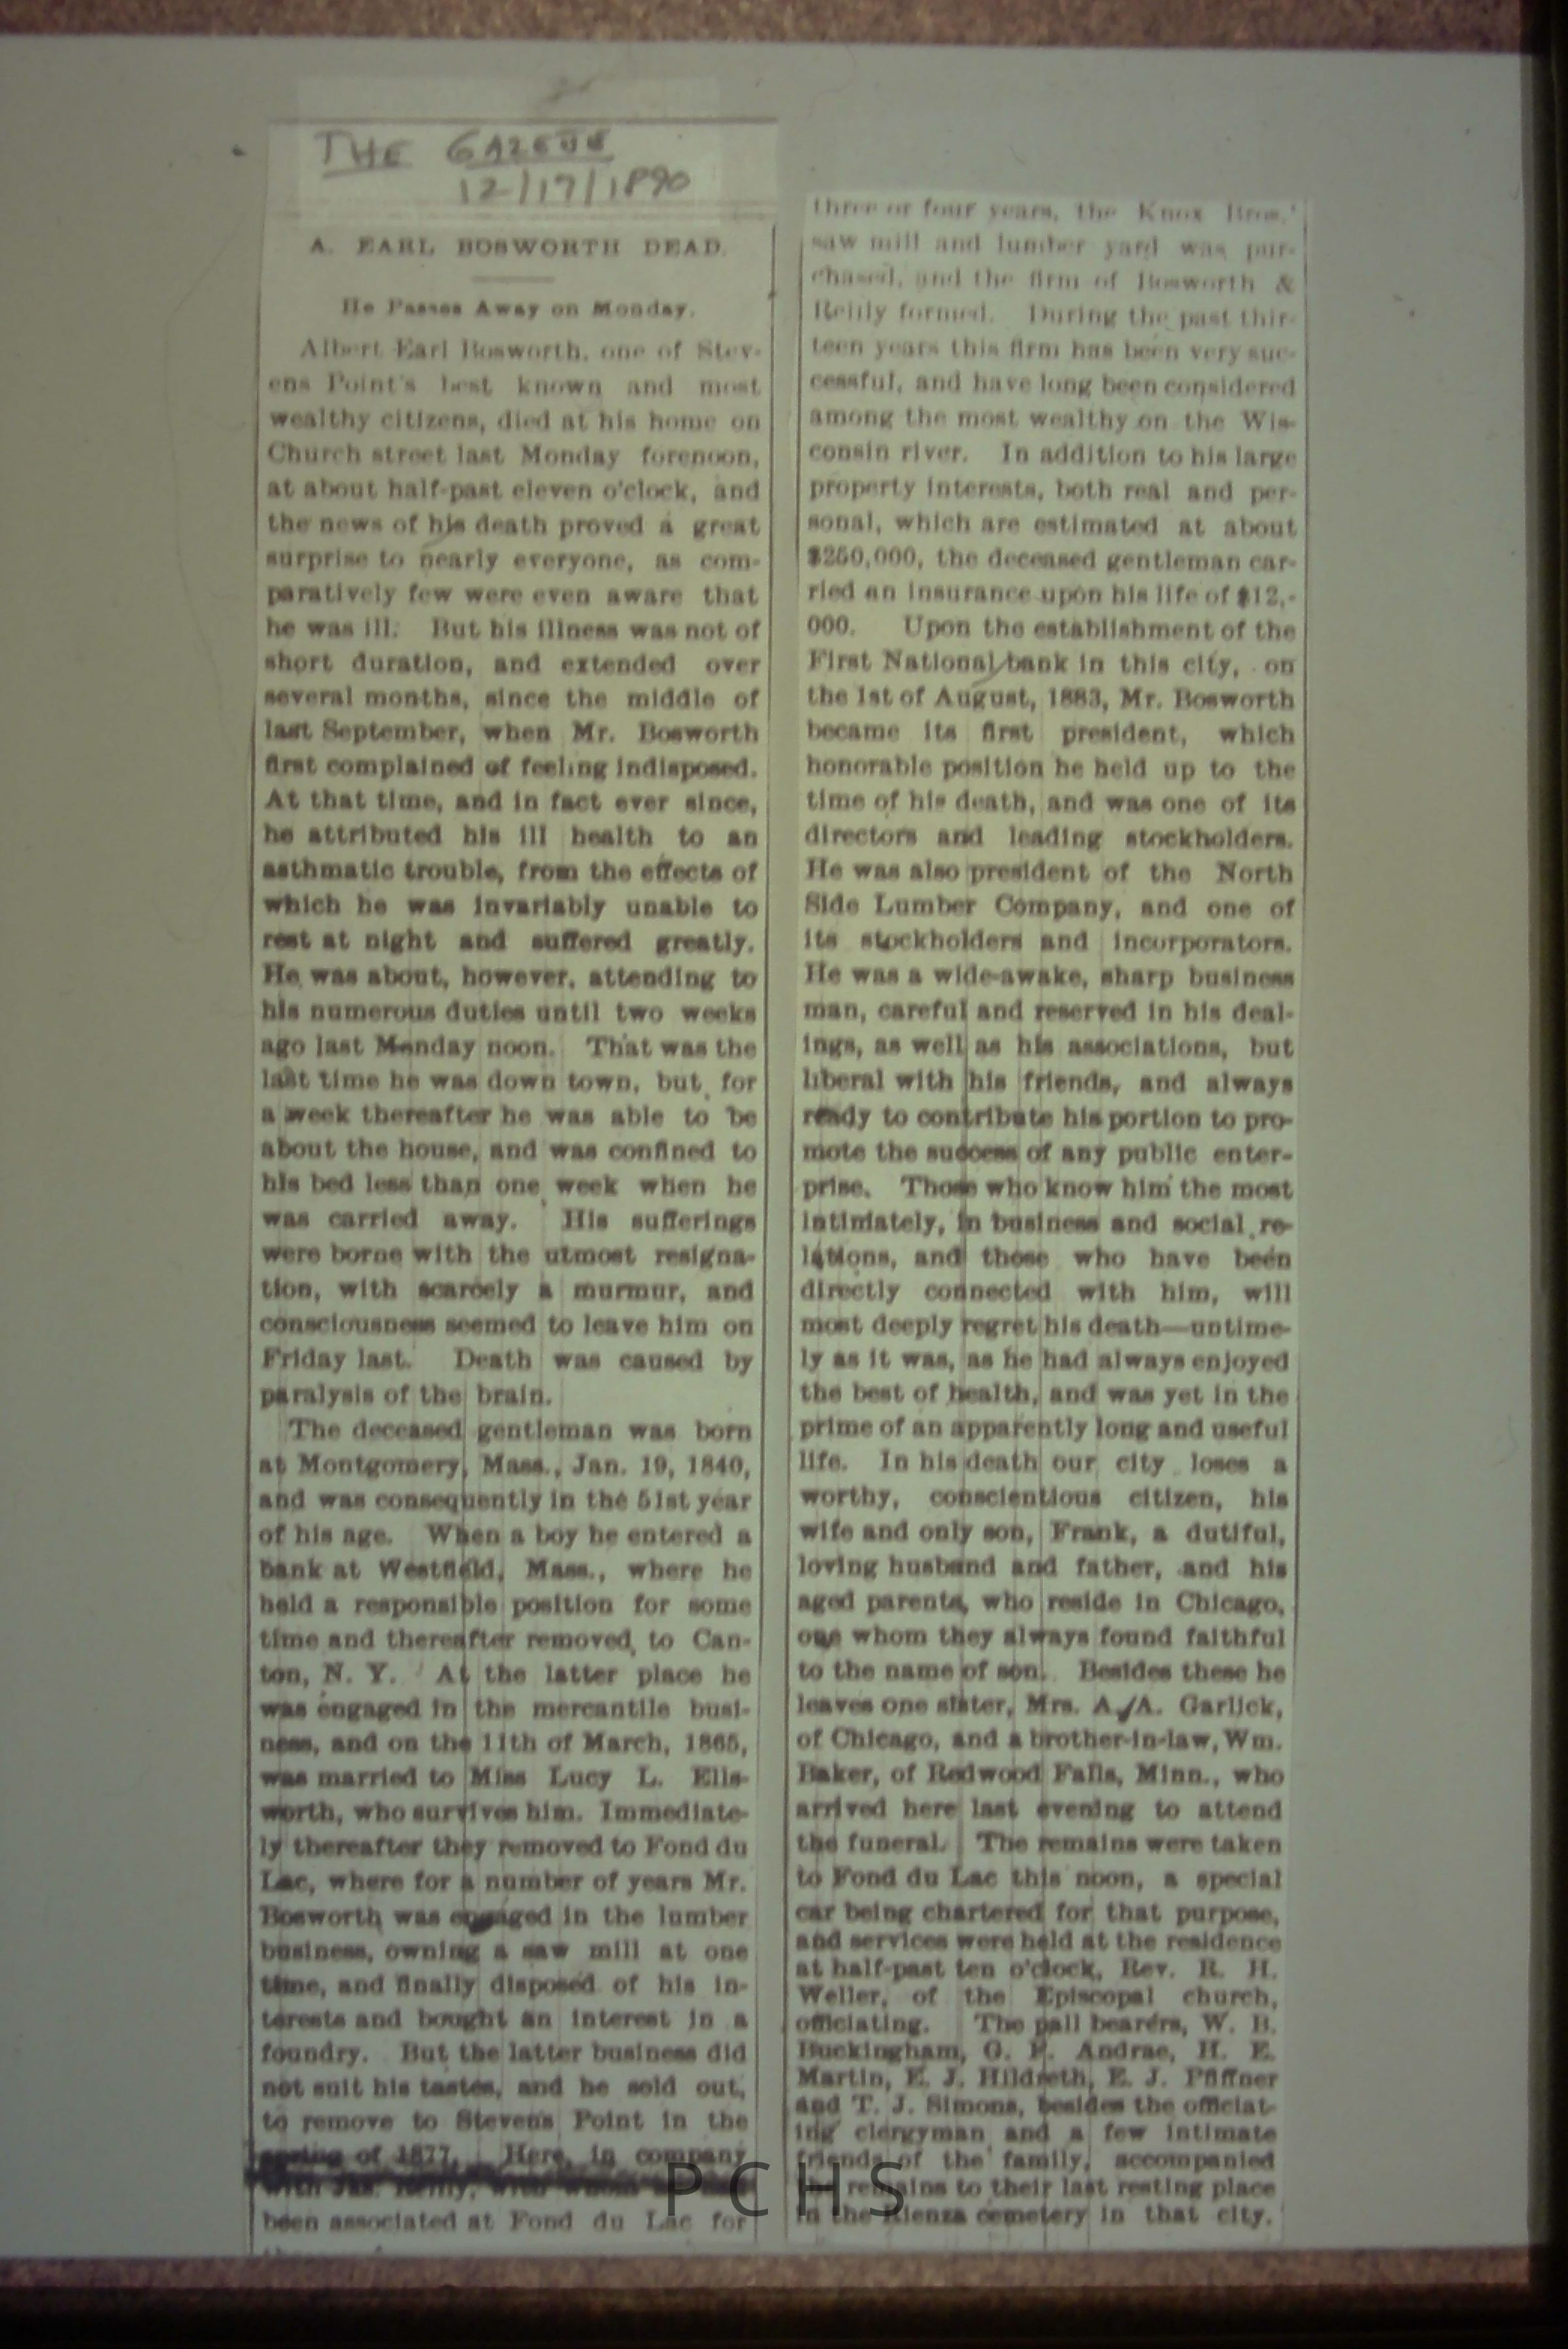 THE GAZETTE
12/17/1890
A. EARL BOSWORTH DEAD.
He Passes Away on Monday.
Albert Earl Bosworth, one of Stev-
ens Point's best known and most
wealthy citizens, died at his home on
Church street last Monday forenoon,
at about half-past eleven o'clock, and
the news of his death proved a great
surprise to nearly everyone, as com-
paratively few were even aware that
he was ill. But his illness was not of
short duration, and extended over
several months, since the middle of
last September, when Mr. Bosworth
first complained of feeling indisposed.
At that time, and in fact ever since,
he attributed his ill health to an
asthmatic trouble, from the effects of
which he was invariably unable to
rest at night and suffered greatly.
He was about, however, attending to
his numerous duties until two weeks
ago last Monday noon. That was the
last time he was down town, but for
a week thereafter he was able to be
about the house, and was confined to
his bed less than one week when he
was carried away. His sufferings
were borne with the utmost resigna-
tion, with scarcely a murmur, and
consciousness seemed to leave him on
Friday last. Death was caused by
paralysis of the brain.
The deceased gentleman was born
at Montgomery, Mass., Jan. 19, 1840,
and was consequently in the 51st year
of his age. When a boy he entered a
bank at Westfield, Mass., where he
held a responsible position for some
time and thereafter removed to Can-
ton, N. Y. At the latter place he
was engaged in the mercantile busi-
ness, and on the 11th of March, 1865,
was married to Miss Lucy L. Ells-
worth, who survives him. Immediate-
ly thereafter they removed to Fond du
Lac, where for a number of years Mr.
Bosworth was engaged in the lumber
business, owning a saw mill at one
time, and finally disposed of his in-
terests and bought an interest in a
foundry. But the latter business did
not suit his tastes, and he sold out,
to remove to Stevens Point in the
spring of 1877. Here, in company
with Jas. Reilly, with whom he had
been associated at Fond du Lac for
three or four years, the Knox Bros.'
saw mill and lumber yard was pur-
chased, and the firm of Bosworth &
Reilly formed. During the past thir-
teen years this firm has been very suc-
cessful, and have long been considered
among the most wealthy on the Wis-
consin river. In addition to his large
property interests, both real and per-
sonal, which are estimated at about
$250,000, the deceased gentleman car-
ried an insurance upon his life of $12,-
000. Upon the establishment of the
First National bank in this city, on
the 1st of August, 1883, Mr. Bosworth
became its first president, which
honorable position he held up to the
time of his death, and was one of its
directors and leading stockholders.
He was also president of the North
Side Lumber Company, and one of
its stockholders and incorporators.
He was a wide-awake, sharp business
man, careful and reserved in his deal-
ings, as well as his associations, but
liberal with his friends, and always
ready to contribute his portion to pro-
mote the success of any public enter-
prise. Those who know him the most
intimately, in business and social re-
lations, and those who have been
directly connected with him, will
most deeply regret his death—untime-
ly as it was, as he had always enjoyed
the best of health, and was yet in the
prime of an apparently long and useful
life. In his death our city loses a
worthy, conscientious citizen, his
wife and only son, Frank, a dutiful,
loving husband and father, and his
aged parents, who reside in Chicago,
one whom they always found faithful
to the name of son. Besides these he
leaves one sister, Mrs. A. A. Garlick,
of Chicago, and a brother-in-law, Wm.
Baker, of Redwood Falls, Minn., who
arrived here last evening to attend
the funeral. The remains were taken
to Fond du Lac this noon, a special
car being chartered for that purpose,
and services were held at the residence
at half-past ten o'clock, Rev. R. H.
Weller, of the Episcopal church,
officiating. The pall bearers, W. B.
Buckingham, G. F. Andrae, H. E.
Martin, E. J. Hildreth, E. J. Pfiffner
and T. J. Simons, besides the officiat-
ing clergyman and a few intimate
friends of the family, accompanied
the remains to their last resting place
in the Rienza cemetery in that city.
PCHS